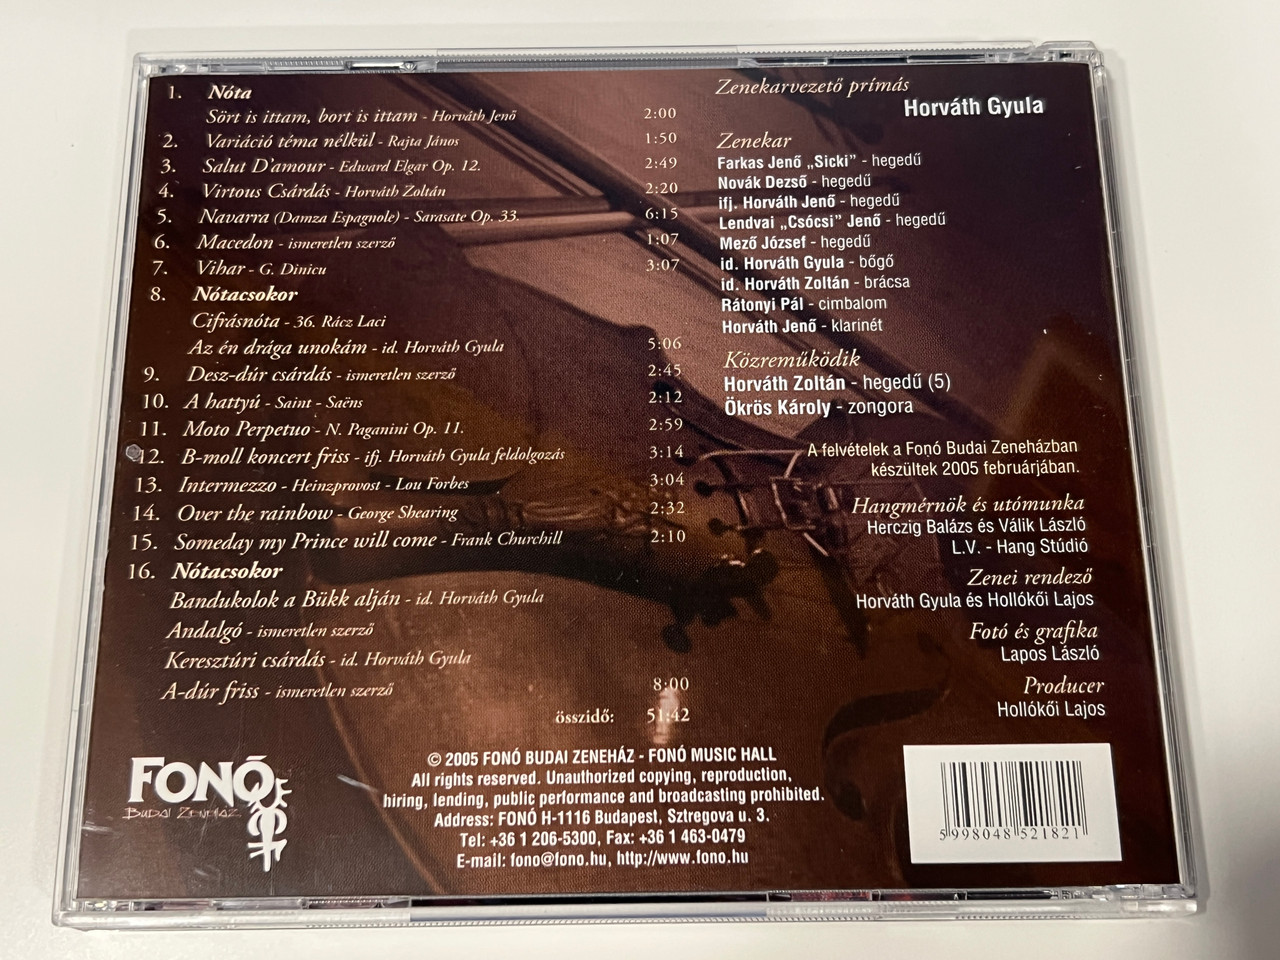 1. Nóta
Sört is ittam, bort is ittam - Horváth Jenő 2:00
2. Variáció téma nélkül - Rajta János 1:50
3. Salut D'amour - Edward Elgar Op. 12. 2:49
4. Virtous Csárdás - Horváth Zoltán 2:20
5. Navarra (Damza Espagnole) - Sarasate Op. 33. 6:15
6. Macedon - ismeretlen szerző 1:07
7. Vihar - G. Dinicu 3:07
8. Nótacsokor
Cifrásnóta - 36. Rácz Laci
Az én drága unokám - id. Horváth Gyula 5:06
9. Desz-dúr csárdás - ismeretlen szerző 2:45
10. A hattyú - Saint - Saëns 2:12
11. Moto Perpetuo - N. Paganini Op. 11. 2:59
12. B-moll koncert friss - ifj. Horváth Gyula feldolgozás 3:14
13. Intermezzo - Heinzprovost - Lou Forbes 3:04
14. Over the rainbow - George Shearing 2:32
15. Someday my Prince will come - Frank Churchill 2:10
16. Nótacsokor
Bandukolok a Bükk alján - id. Horváth Gyula
Andalgó - ismeretlen szerző
Keresztúri csárdás - id. Horváth Gyula
A-dúr friss - ismeretlen szerző 8:00
összidő: 51:42
Zenekarvezető prímás
Horváth Gyula
Zenekar
Farkas Jenő „Sicki” - hegedű
Novák Dezső - hegedű
ifj. Horváth Jenő - hegedű
Lendvai „Csócsi” Jenő - hegedű
Mező József - hegedű
id. Horváth Gyula - bőgő
id. Horváth Zoltán - brácsa
Rátonyi Pál - cimbalom
Horváth Jenő - klarinét
Közreműködik
Horváth Zoltán - hegedű (5)
Ökrös Károly - zongora
A felvételek a Fonó Budai Zeneházban
készültek 2005 februárjában.
Hangmérnök és utómunka
Herczig Balázs és Válik László
L.V. - Hang Stúdió
Zenei rendező
Horváth Gyula és Hollókői Lajos
Fotó és grafika
Lapos László
Producer
Hollókői Lajos
FONÓ
Budai Zeneház
© 2005 FONÓ BUDAI ZENEHÁZ - FONÓ MUSIC HALL
All rights reserved. Unauthorized copying, reproduction,
hiring, lending, public performance and broadcasting prohibited.
Address: FONÓ H-1116 Budapest, Sztregova u. 3.
Tel: +36 1 206-5300, Fax: +36 1 463-0479
E-mail: fono@fono.hu, http://www.fono.hu
5 998048 521821